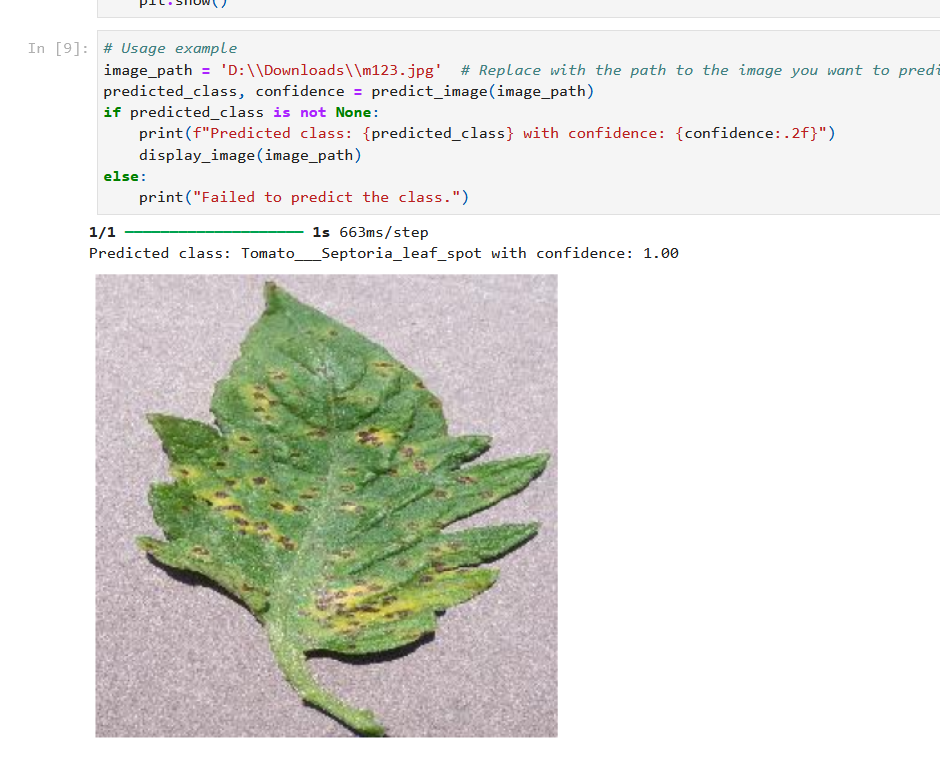 plt.show()
In [9]: # Usage example
image_path = 'D:\\Downloads\\m123.jpg'  # Replace with the path to the image you want to predi
predicted_class, confidence = predict_image(image_path)
if predicted_class is not None:
    print(f"Predicted class: {predicted_class} with confidence: {confidence:.2f}")
    display_image(image_path)
else:
    print("Failed to predict the class.")
1/1 1s 663ms/step
Predicted class: Tomato___Septoria_leaf_spot with confidence: 1.00